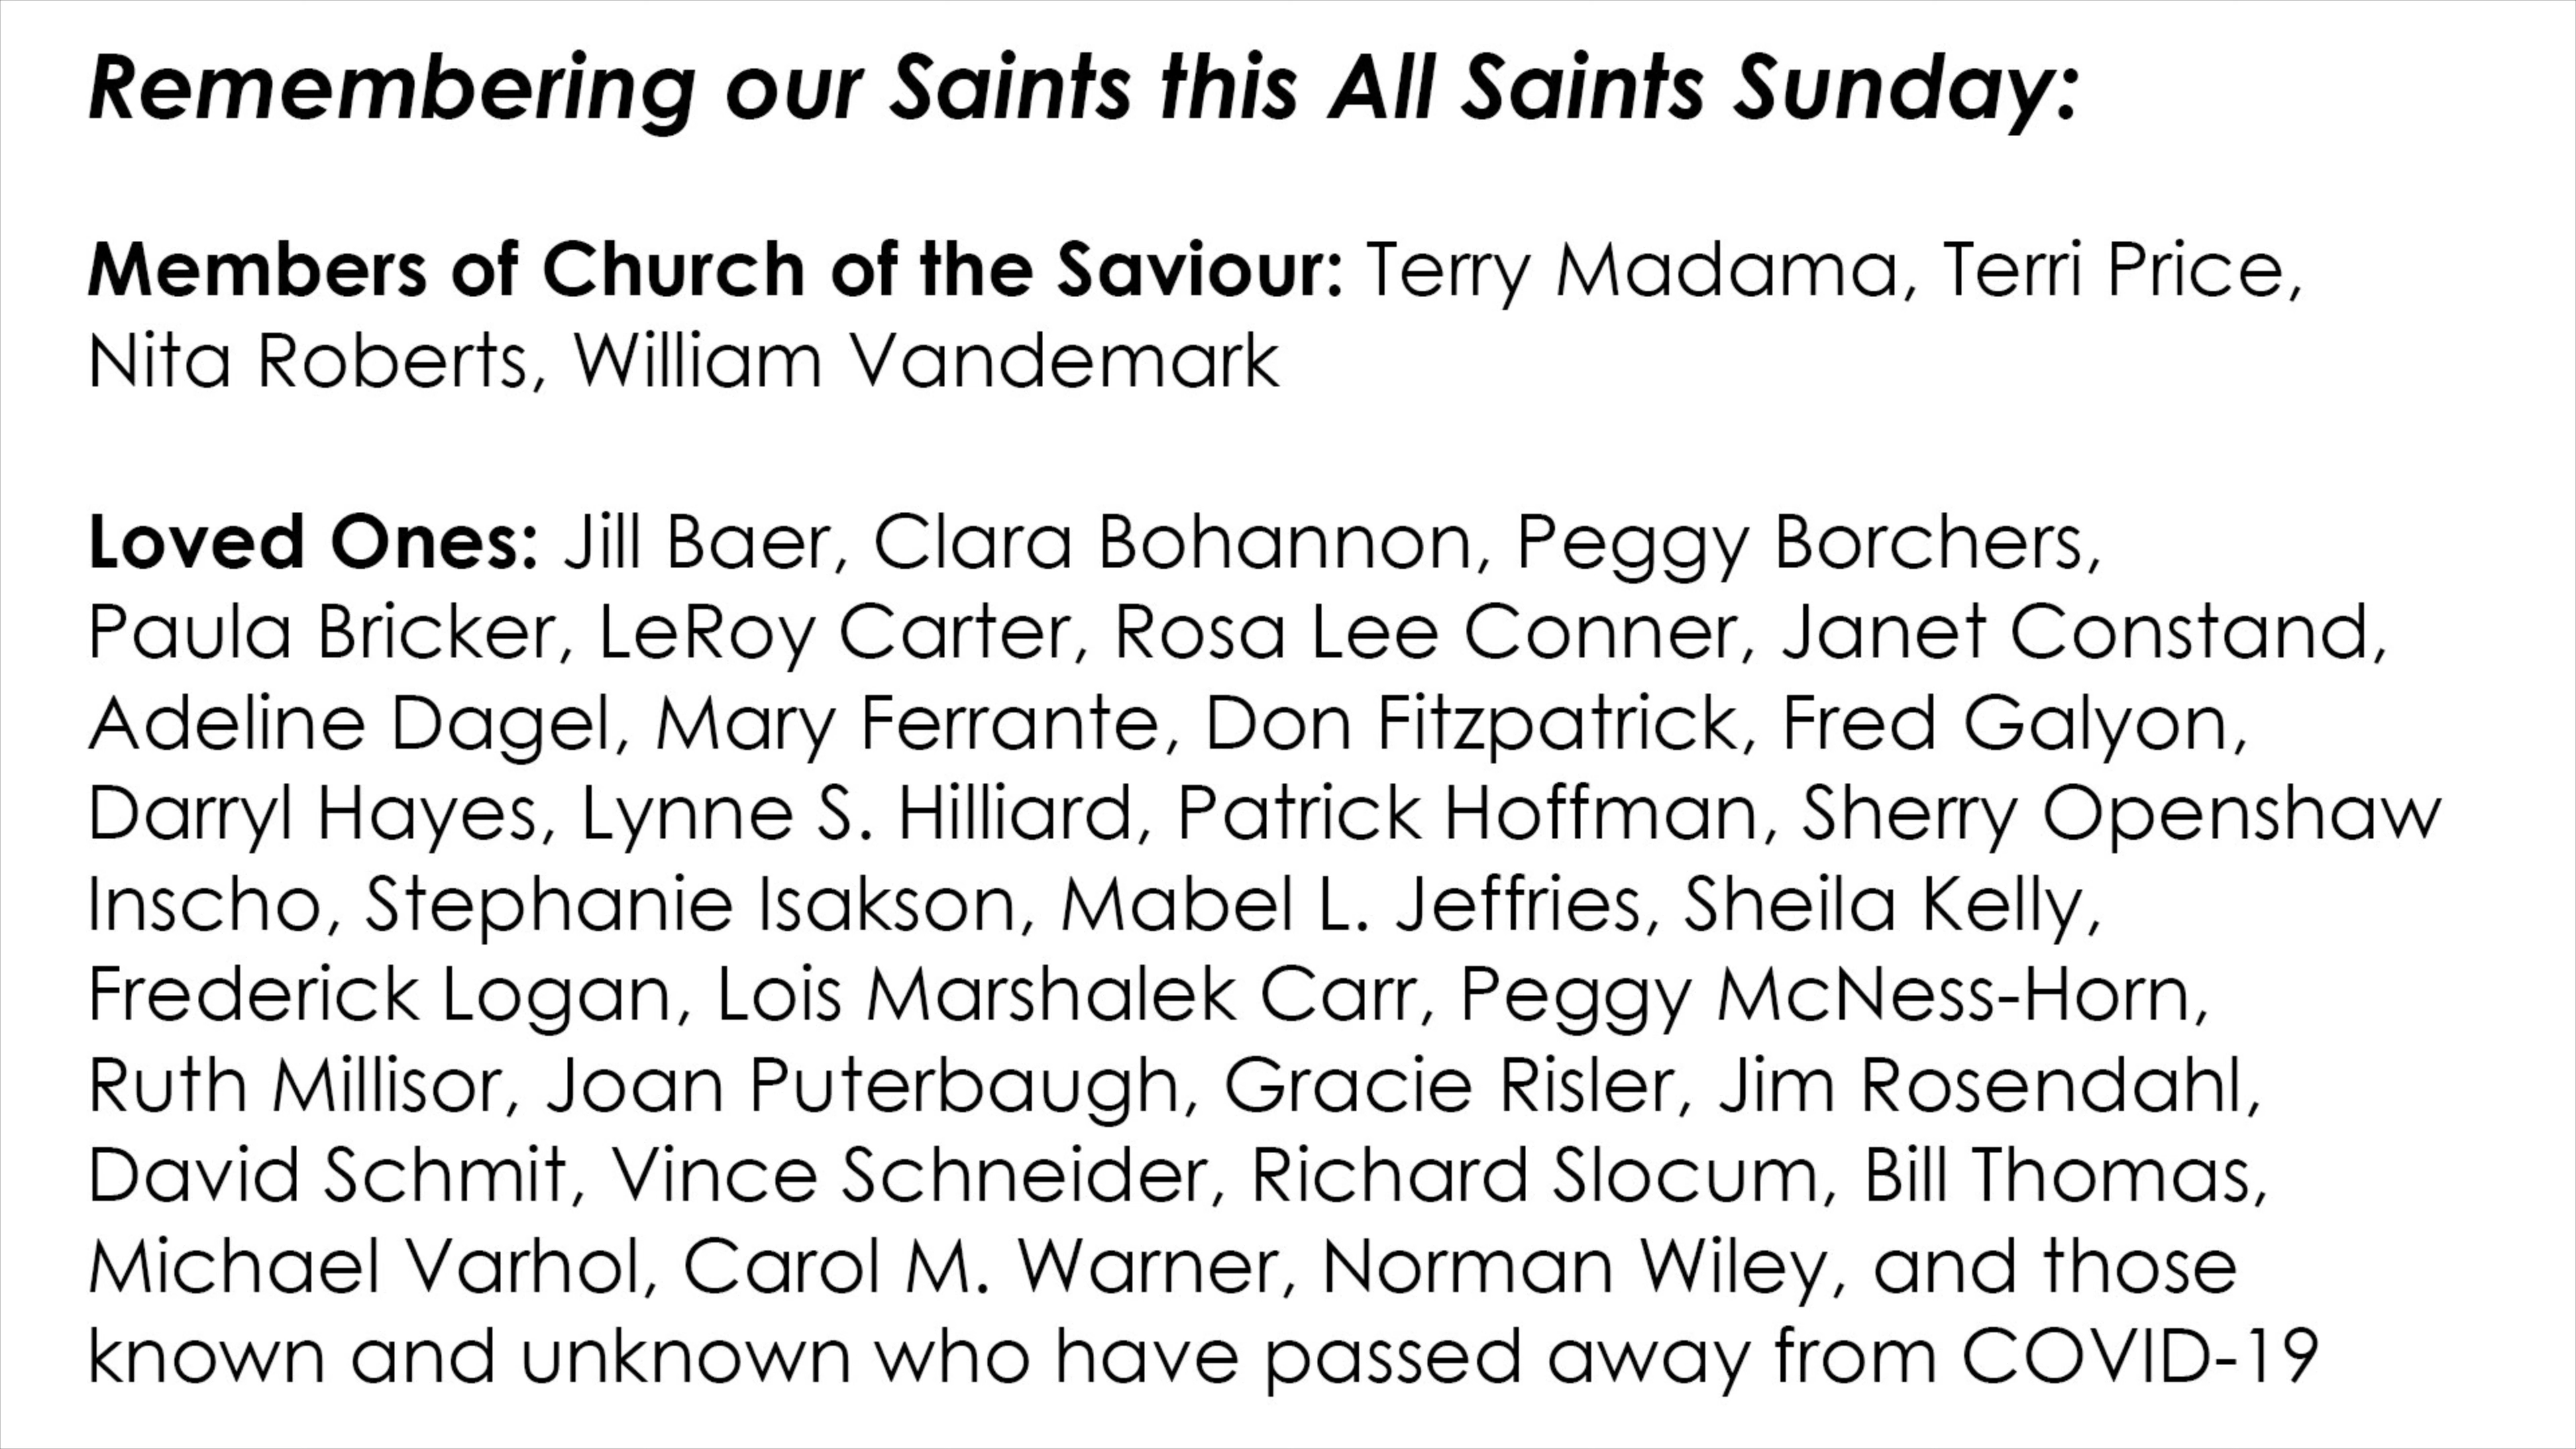 Remembering our Saints this All Saints Sunday:
Members of Church of the Saviour: Terry Madama, Terri Price,
Nita Roberts, William Vandemark
Loved Ones: Jill Baer, Clara Bohannon, Peggy Borchers,
Paula Bricker, LeRoy Carter, Rosa Lee Conner, Janet Constand,
Adeline Dagel, Mary Ferrante, Don Fitzpatrick, Fred Galyon,
Darryl Hayes, Lynne S. Hilliard, Patrick Hoffman, Sherry Openshaw
Inscho, Stephanie Isakson, Mabel L. Jeffries, Sheila Kelly,
Frederick Logan, Lois Marshalek Carr, Peggy McNess-Horn,
Ruth Millisor, Joan Puterbaugh, Gracie Risler, Jim Rosendahl,
David Schmit, Vince Schneider, Richard Slocum, Bill Thomas,
Michael Varhol, Carol M. Warner, Norman Wiley, and those
known and unknown who have passed away from COVID-19